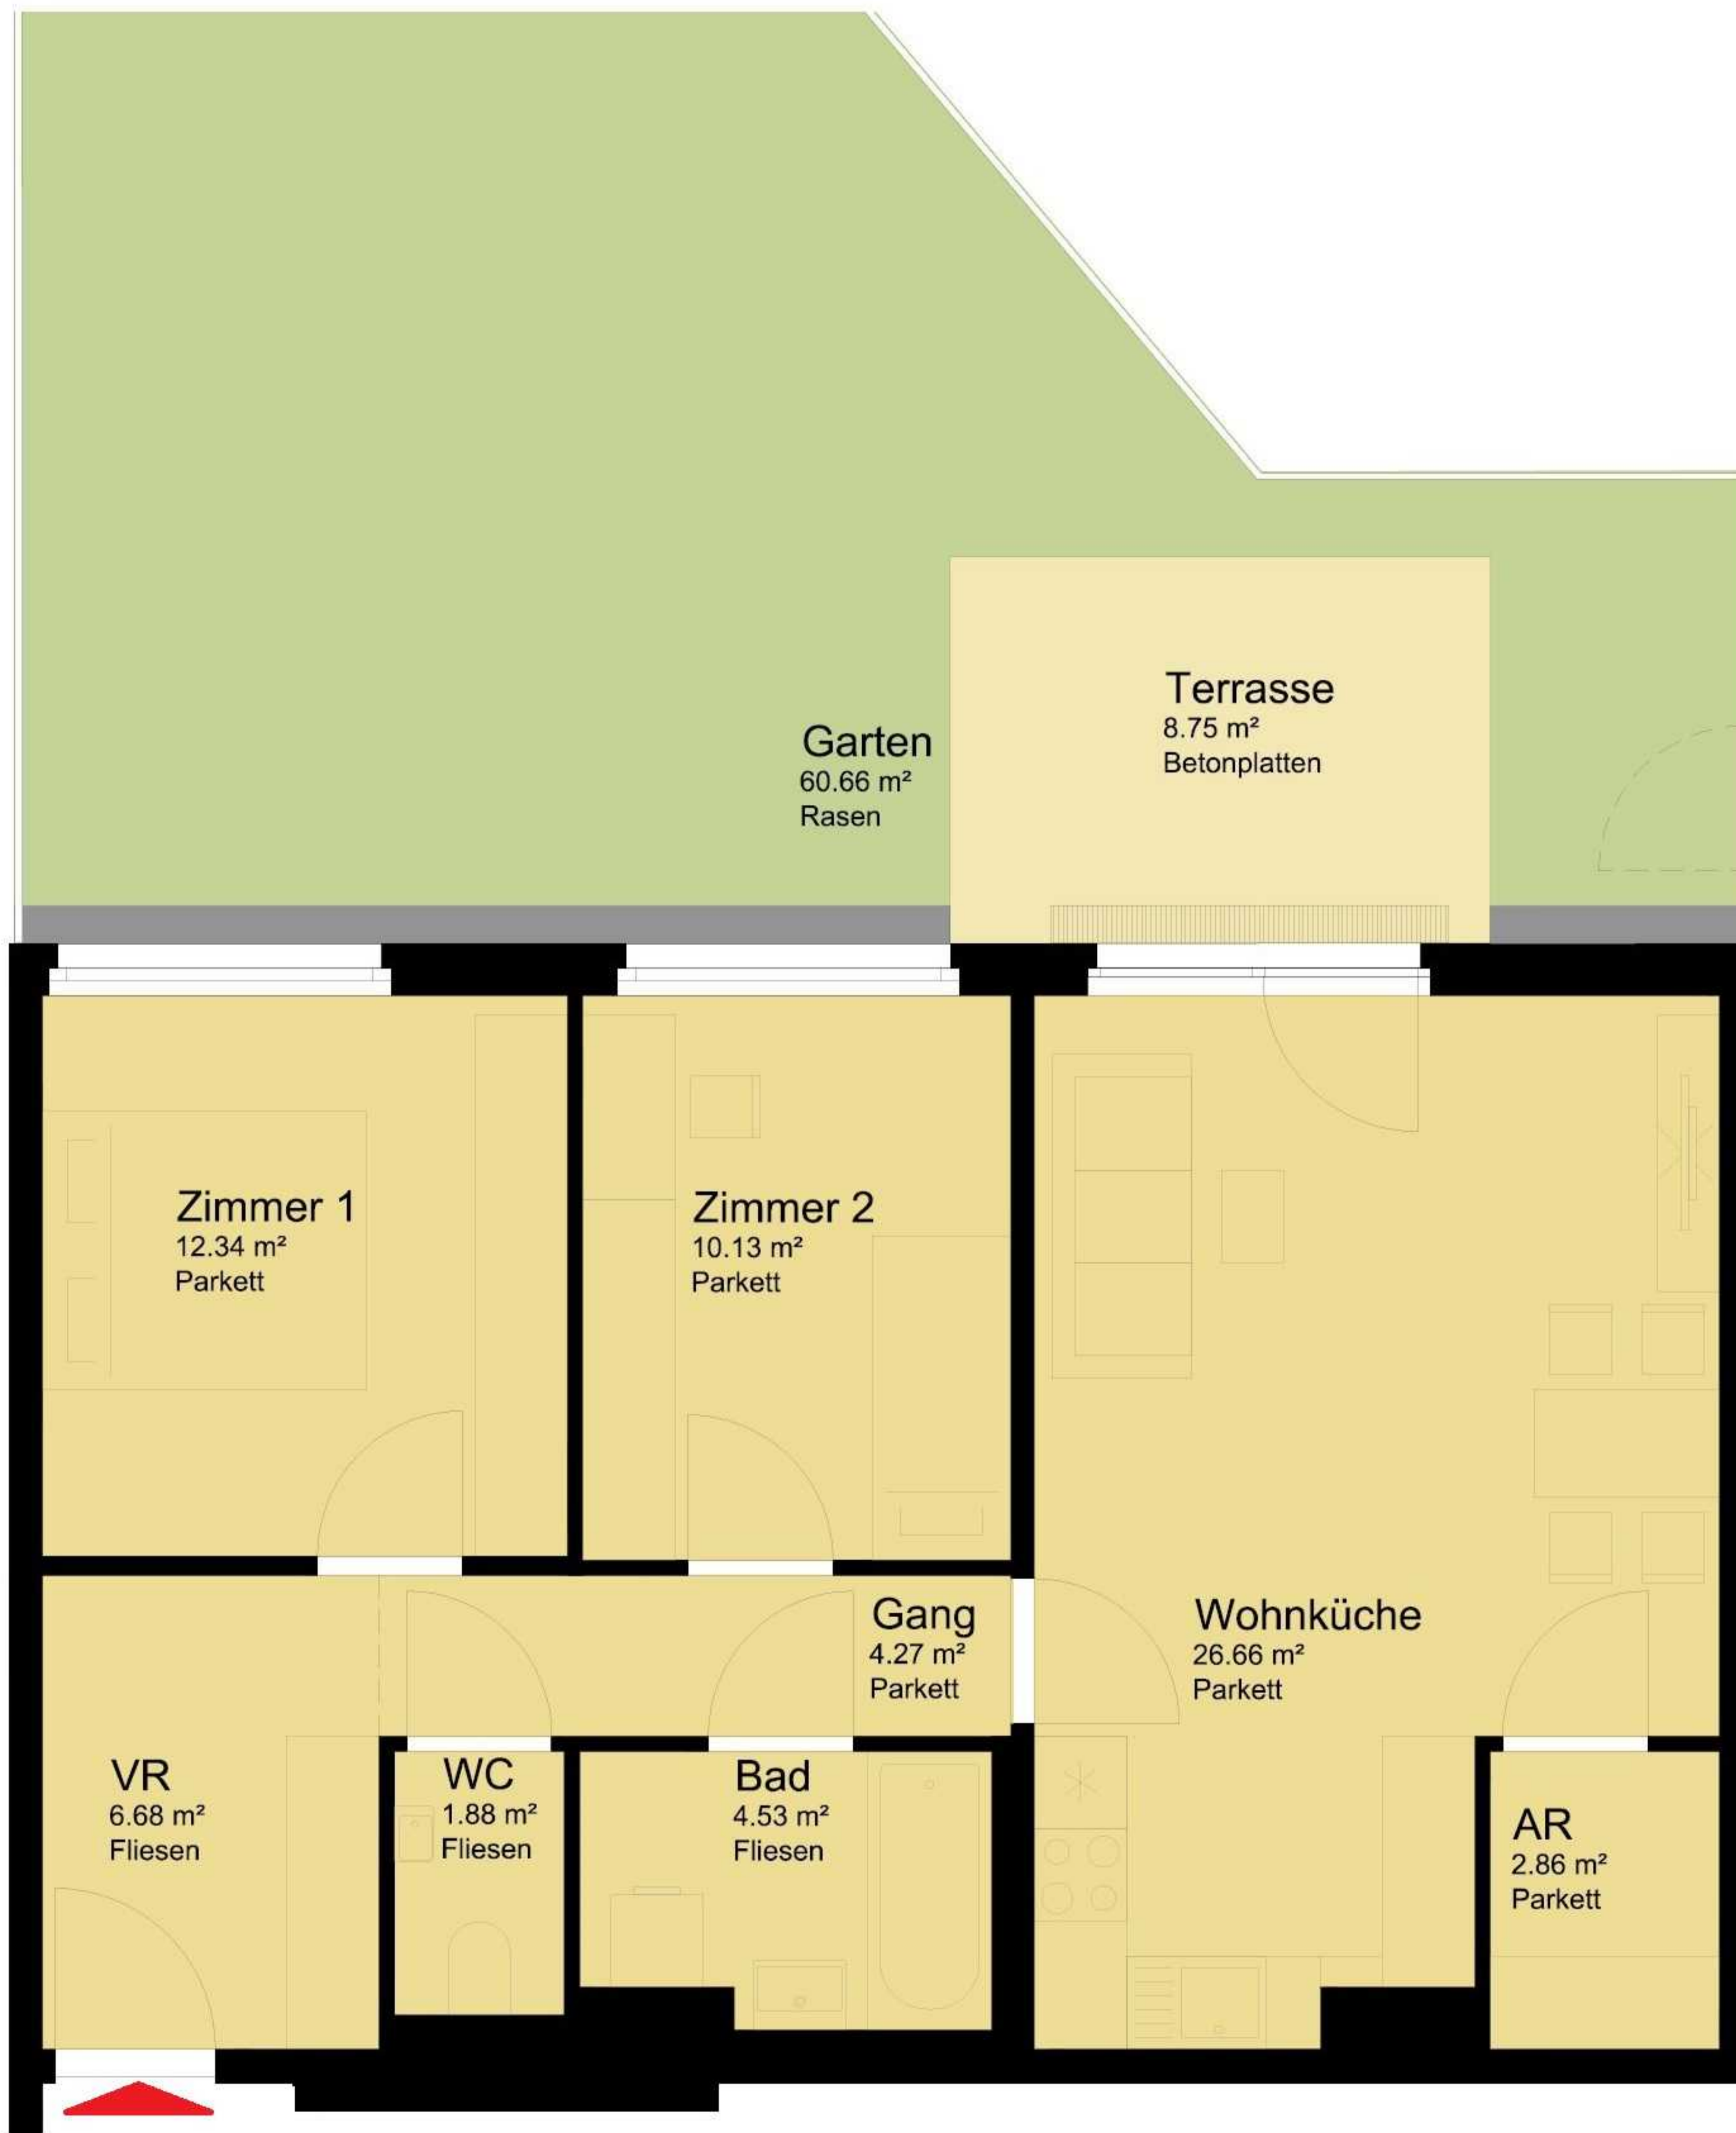 Terrasse
8.75 m²
Betonplatten
Garten
60.66 m²
Rasen
Zimmer 1
12.34 m²
Parkett
Zimmer 2
10.13 m²
Parkett
Gang
4.27 m²
Parkett
Wohnküche
26.66 m²
Parkett
VR
6.68 m²
Fliesen
WC
1.88 m²
Fliesen
Bad
4.53 m²
Fliesen
AR
2.86 m²
Parkett